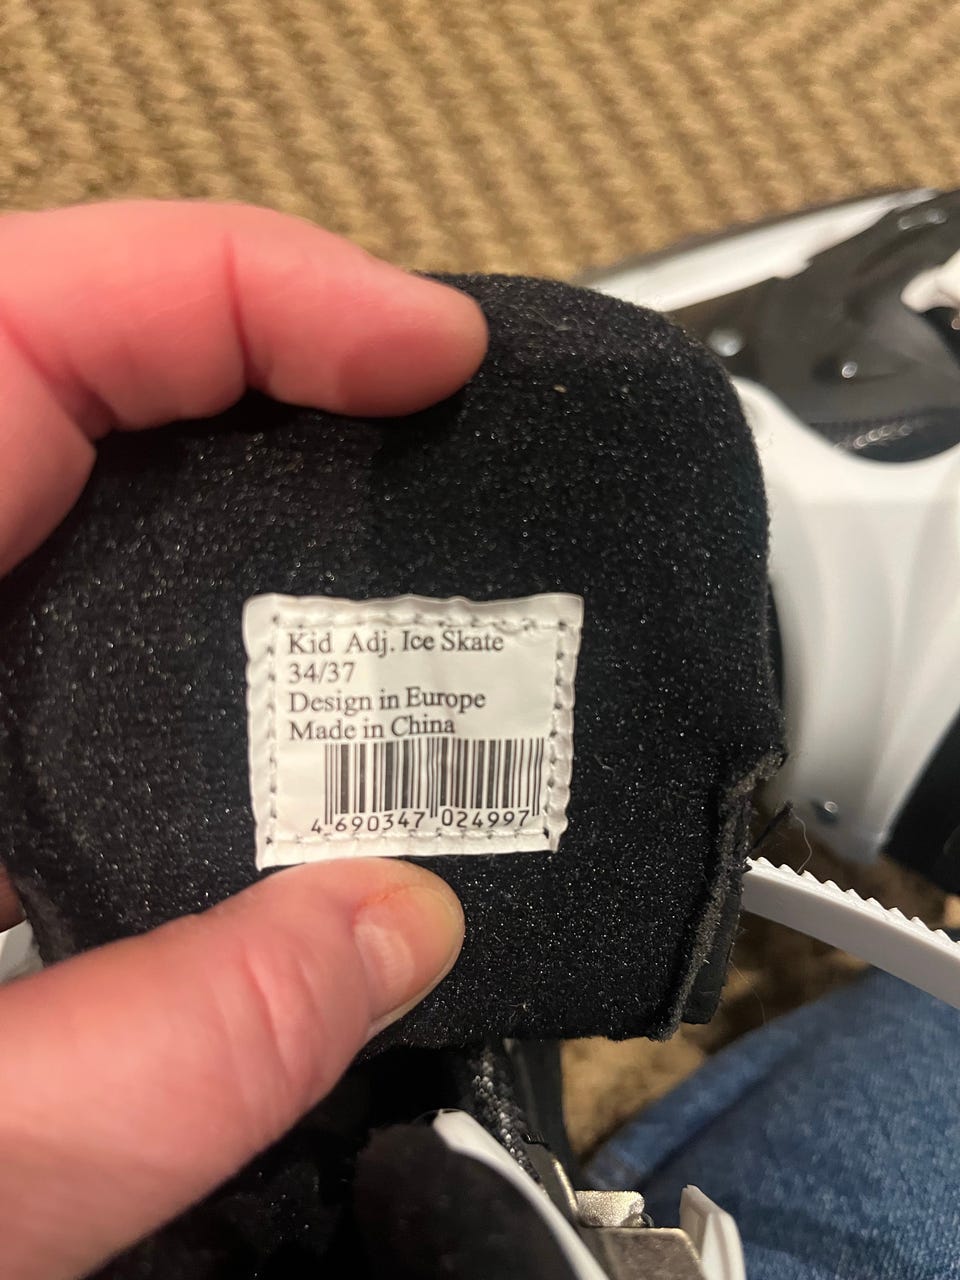 Kid Adj. Ice Skate
34/37
Design in Europe
Made in China
4 690347 024997